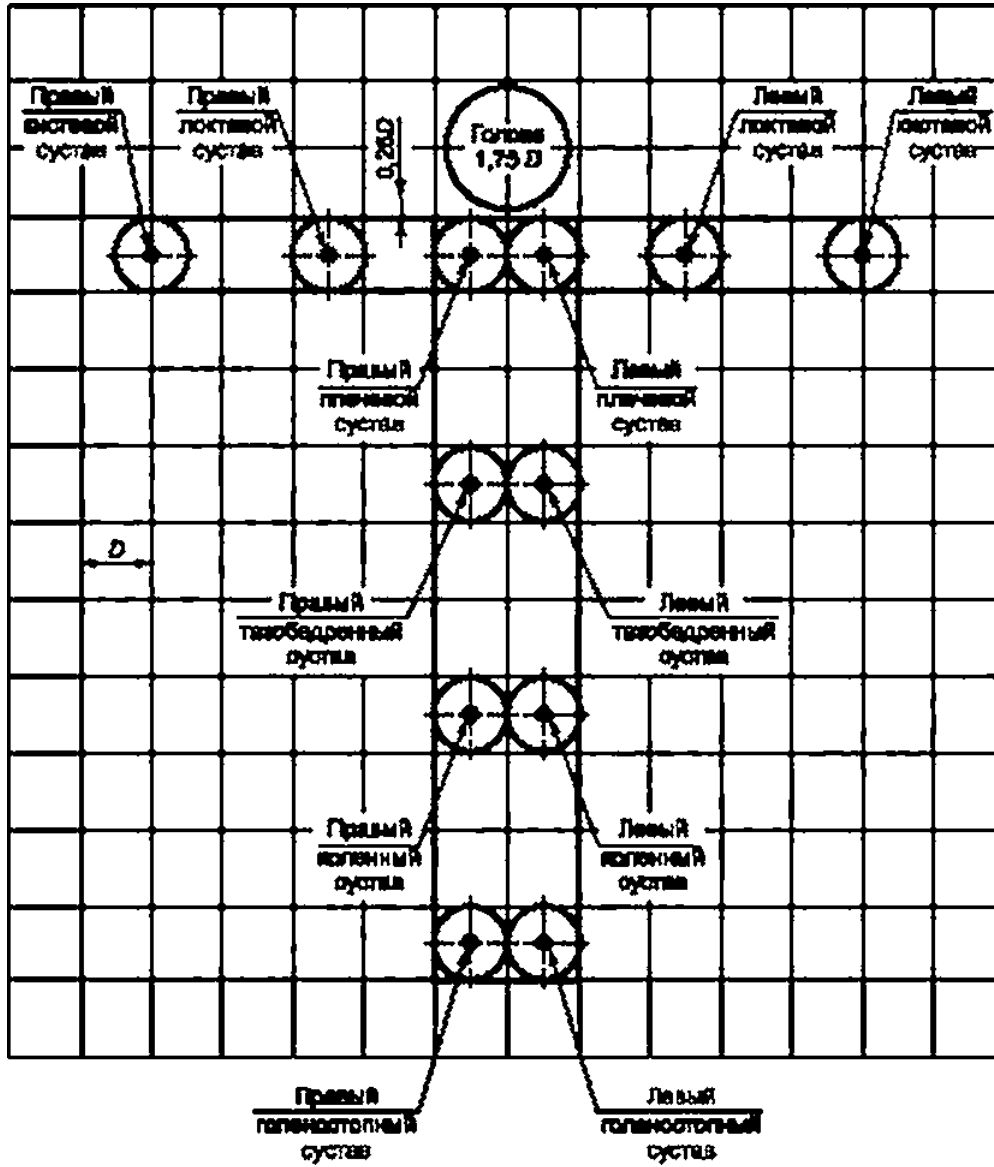 Правый
кистевой
сустав
Правый
локтевой
сустав
0,25D
Голова
1,75 D
Левый
локтевой
сустав
Левый
кистевой
сустав
Правый
плечевой
сустав
Левый
плечевой
сустав
D
Правый
тазобедренный
сустав
Левый
тазобедренный
сустав
Правый
коленный
сустав
Левый
коленный
сустав
Правый
голеностопный
сустав
Левый
голеностопный
сустав